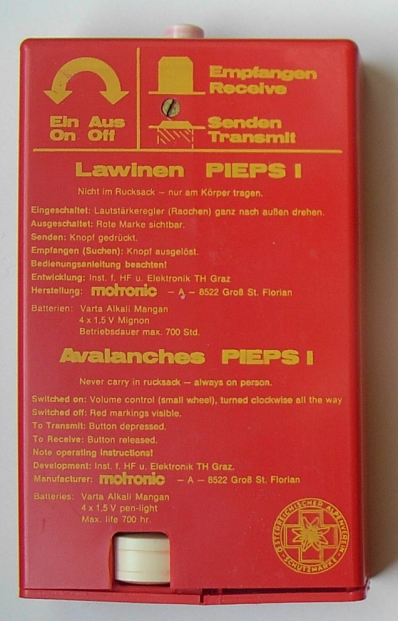 Ein Aus
On Off
Empfangen
Receive
Senden
Transmit
Lawinen PIEPS I
Nicht im Rucksack – nur am Körper tragen.
Eingeschaltet: Lautstärkeregler (Raochen) ganz nach außen drehen.
Ausgeschaltet: Rote Marke sichtbar.
Senden: Knopf gedrückt.
Empfangen (Suchen): Knopf ausgelöst.
Bedienungsanleitung beachten!
Entwicklung: Inst. f. HF u. Elektronik TH Graz
Herstellung: motronic – A – 8522 Groß St. Florian
Batterien: Varta Alkali Mangan
4 x 1.5 V Mignon
Betriebsdauer max. 700 Std.
Avalanches PIEPS I
Never carry in rucksack – always on person.
Switched on: Volume control (small wheel), turned clockwise all the way
Switched off: Red markings visible.
To Transmit: Button depressed.
To Receive: Button released.
Note operating instructions!
Development: Inst. f. HF u. Elektronik TH Graz.
Manufacturer: motronic – A – 8522 Groß St. Florian
Batteries: Varta Alkali Mangan
4 x 1.5 V pen-light
Max. life 700 hr.
ÖSTERREICHISCHER ALPENVEREIN
SCHUTZMARKE